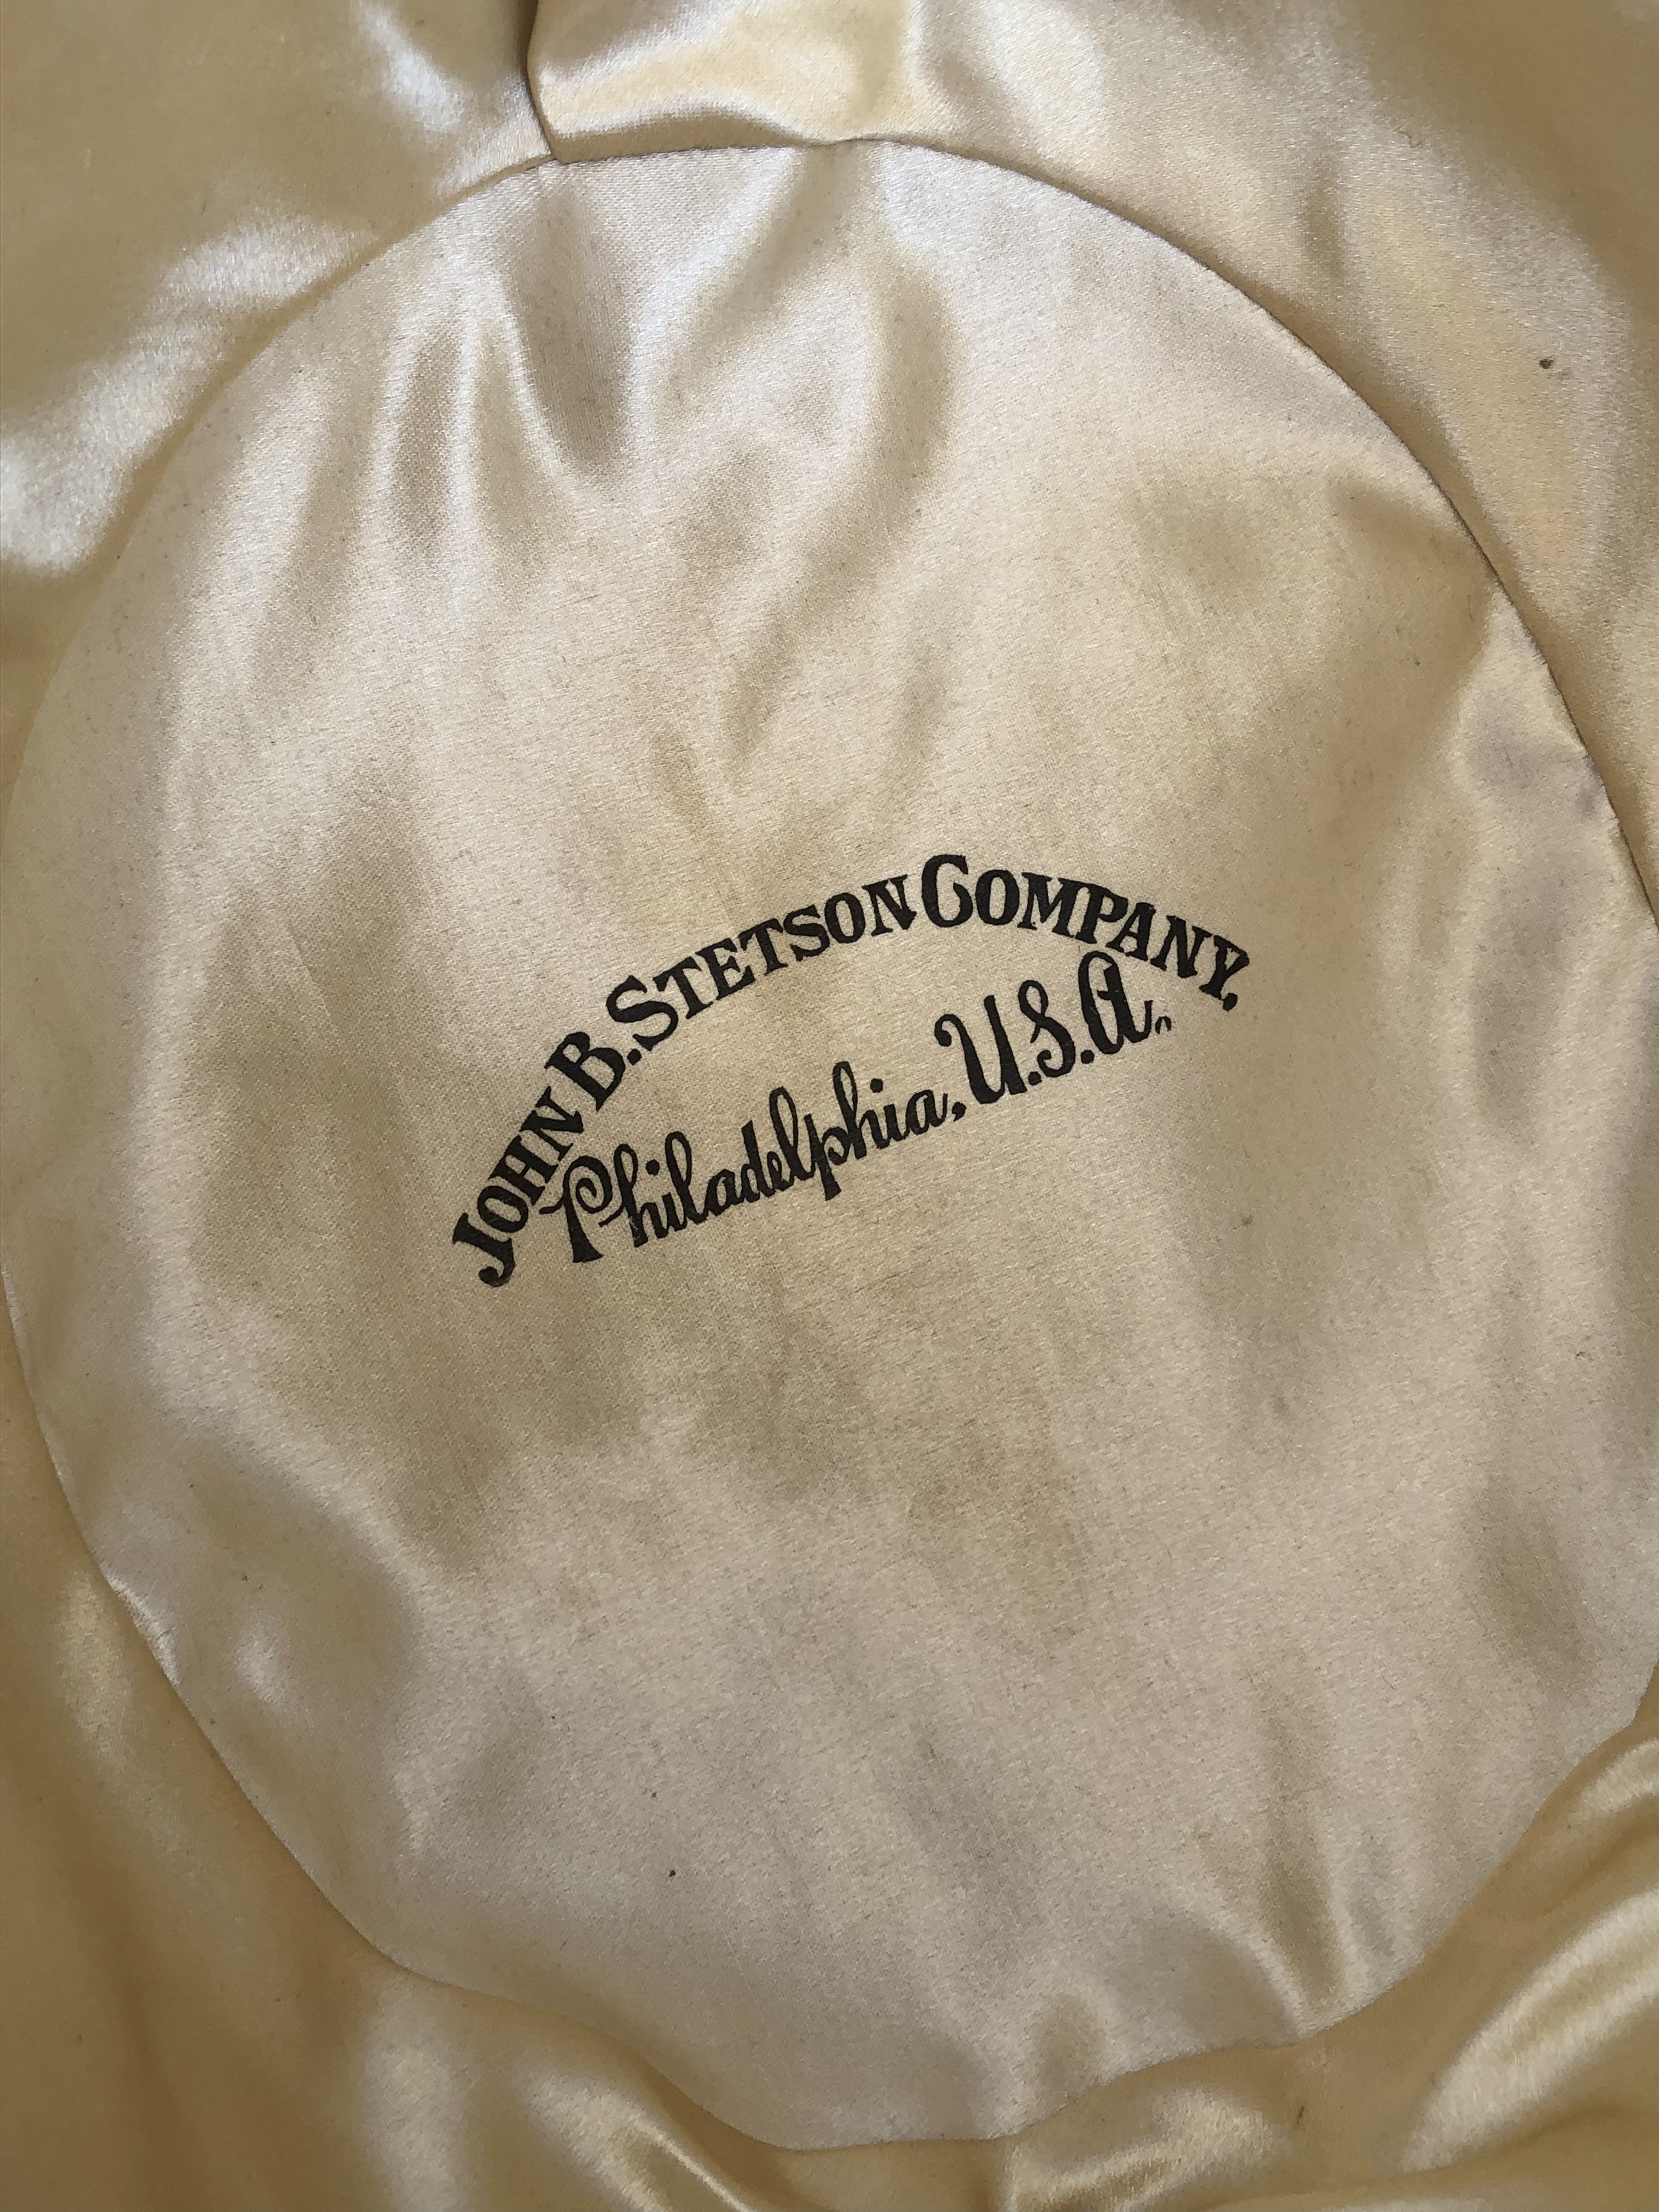 JOHN B. STETSON COMPANY.
Philadelphia, U.S.A.